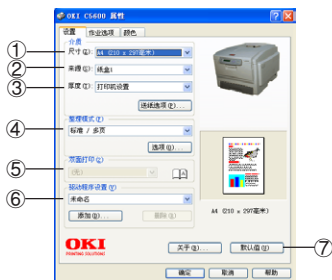 OKI C5600 属性
设置 作业选项 颜色
介质
① 尺寸(Z): A4 (210 x 297毫米)
② 来源(S): 纸盒1
③ 厚度(W): 打印机设置
送纸选项(P)...
④ 整理模式(F)
标准 / 多页
选项(O)...
⑤ 双面打印(X)
(无)
⑥ 驱动程序设置(V)
未命名
添加(D)... 删除(R)
A4 (210 x 297毫米)
OKI
PRINTING SOLUTIONS
关于(B)... 默认值(U) ⑦
确定 取消 帮助